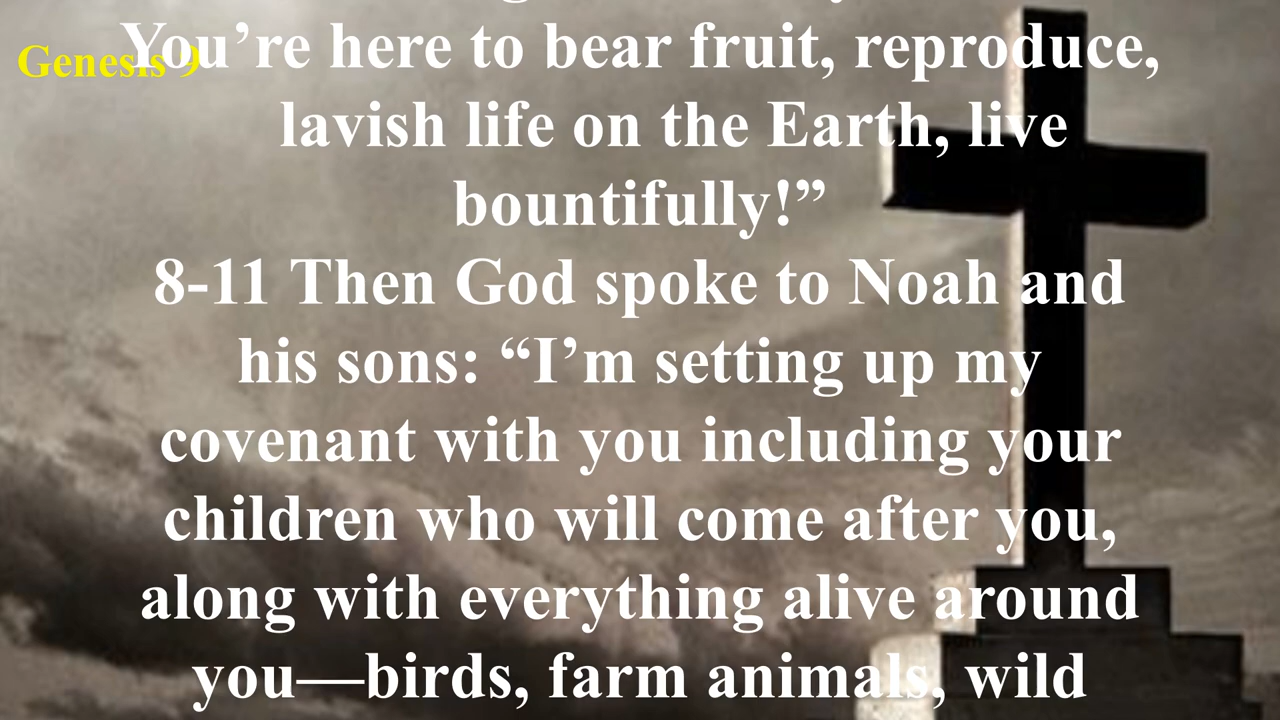 Genesis 9
You’re here to bear fruit, reproduce,
lavish life on the Earth, live
bountifully!”
8-11 Then God spoke to Noah and
his sons: “I’m setting up my
covenant with you including your
children who will come after you,
along with everything alive around
you—birds, farm animals, wild